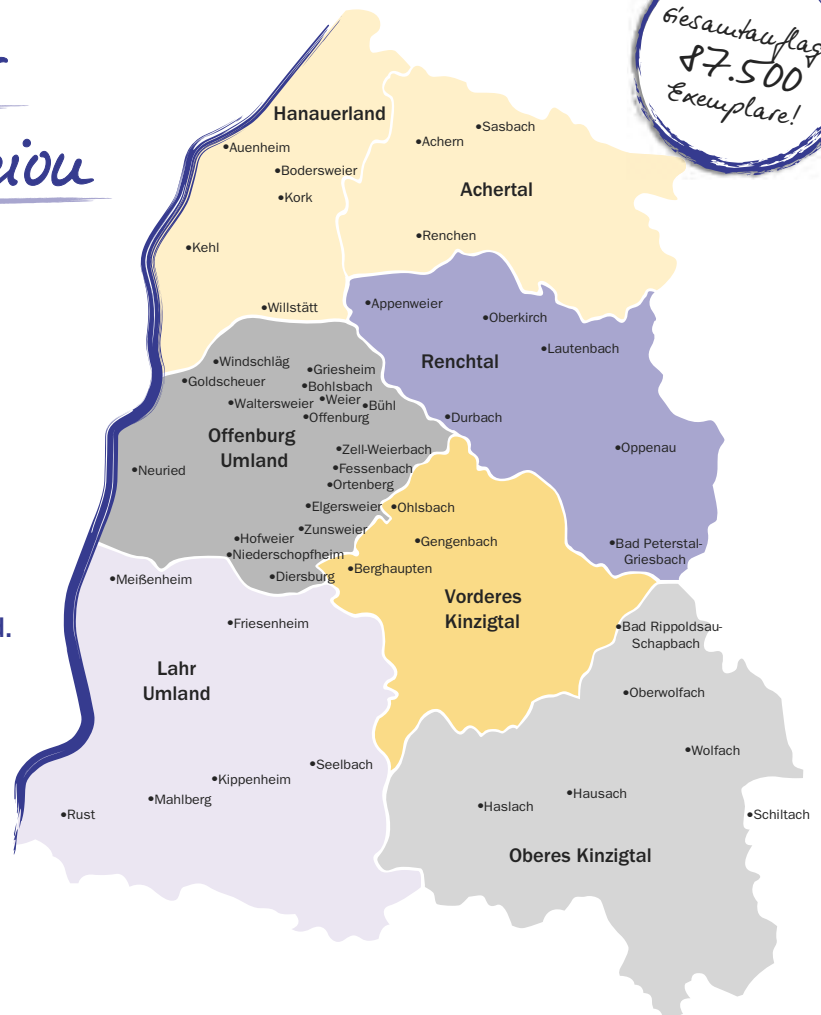 Gesamtauflag
87.500
Exemplare!
Hanauerland
Sasbach
Achern
Auenheim
Bodersweier
Achertal
Kork
Renchen
Kehl
Appenweier
Willstätt
Oberkirch
Lautenbach
Windschläg
Renchtal
Griesheim
Goldscheuer
Bohlsbach
Waltersweier
Weier
Bühl
Offenburg
Durbach
Offenburg
Umland
Zell-Weierbach
Oppenau
Neuried
Fessenbach
Ortenberg
Elgersweier
Ohlsbach
Zunsweier
Hofweier
Gengenbach
Niederschopfheim
Bad Peterstal-
Griesbach
Berghaupten
Diersburg
Meißenheim
Vorderes
Kinzigtal
Friesenheim
Bad Rippoldsau-
Schapbach
Lahr
Umland
Oberwolfach
Wolfach
Seelbach
Kippenheim
Hausach
Mahlberg
Haslach
Rust
Schiltach
Oberes Kinzigtal